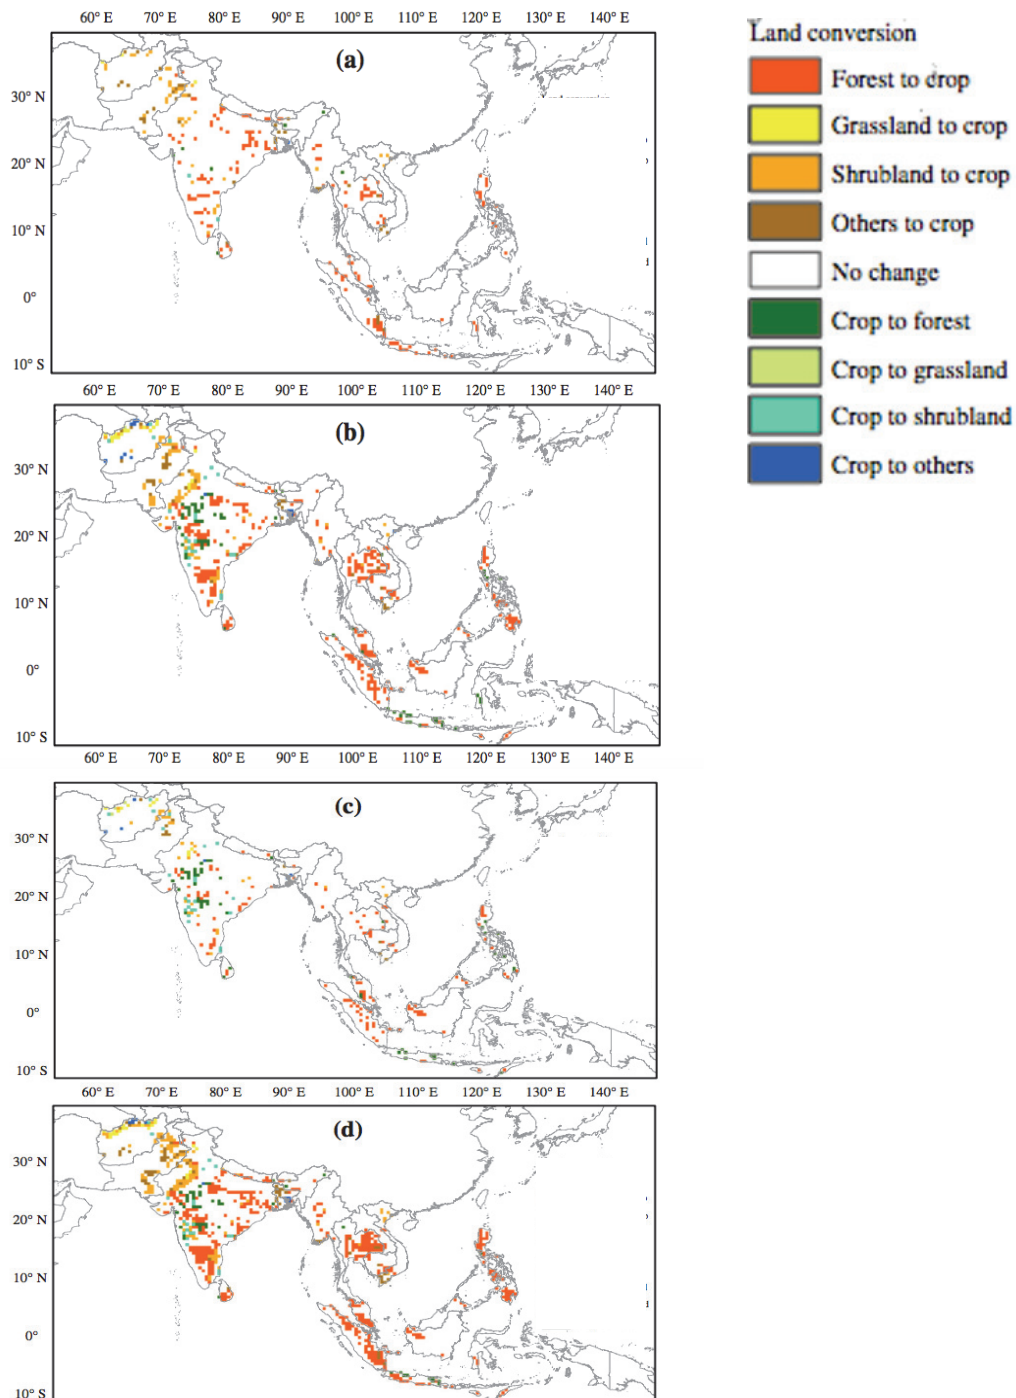 60° E 70° E 80° E 90° E 100° E 110° E 120° E 130° E 140° E
(a)
30° N
20° N
10° N
0°
10° S
60° E 70° E 80° E 90° E 100° E 110° E 120° E 130° E 140° E
(b)
30° N
20° N
10° N
0°
10° S
60° E 70° E 80° E 90° E 100° E 110° E 120° E 130° E 140° E
(c)
30° N
20° N
10° N
0°
10° S
60° E 70° E 80° E 90° E 100° E 110° E 120° E 130° E 140° E
(d)
30° N
20° N
10° N
0°
10° S
Land conversion
Forest to crop
Grassland to crop
Shrubland to crop
Others to crop
No change
Crop to forest
Crop to grassland
Crop to shrubland
Crop to others